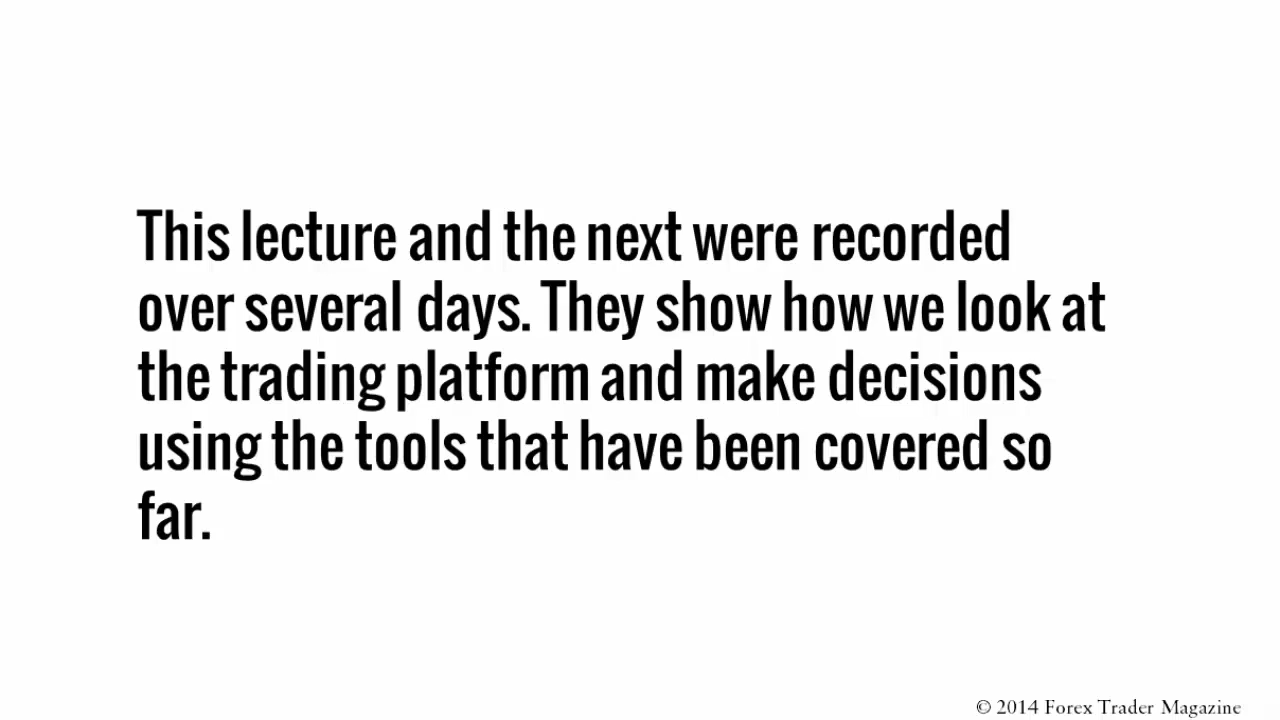 This lecture and the next were recorded
over several days. They show how we look at
the trading platform and make decisions
using the tools that have been covered so
far.
© 2014 Forex Trader Magazine